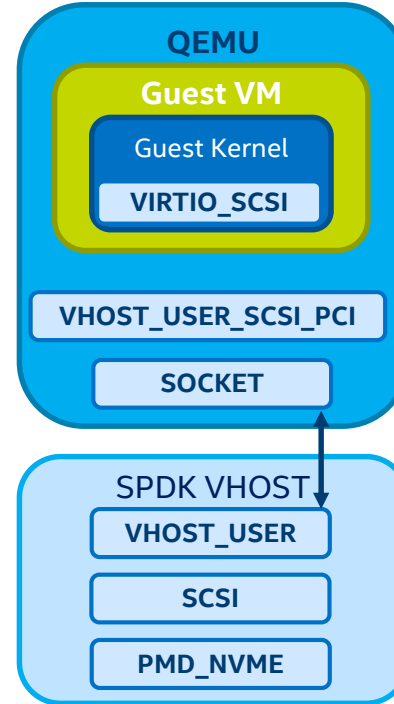 QEMU
Guest VM
Guest Kernel
VIRTIO_SCSI
VHOST_USER_SCSI_PCI
SOCKET
SPDK VHOST
VHOST_USER
SCSI
PMD_NVME